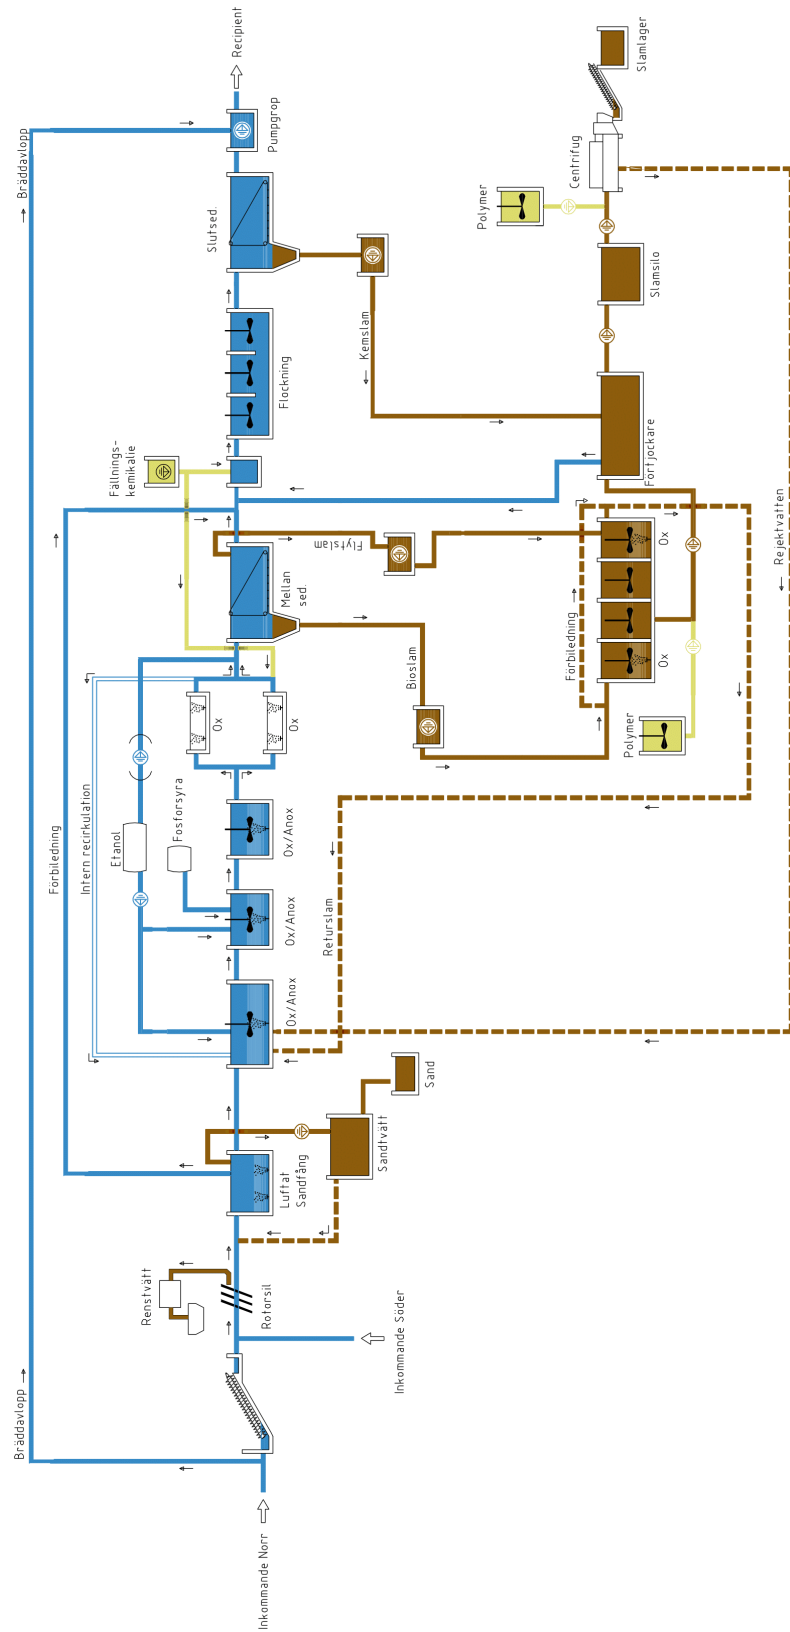 Bräddavlopp
Bräddavlopp
Förbiledning
Intern recirkulation
Etanol
Fällnings-
kemikalie
Renstvätt
Fosforsyra
Ox
Slutsed.
Recipient
Inkommande Norr
Rotorsil
Luftat
Sandfång
Ox/Anox
Ox/Anox
Ox/Anox
Ox
Mellan
sed.
Flockning
Pumpgrop
Returslam
Flytslam
Kemslam
Inkommande Söder
Sandtvätt
Sand
Bioslam
Polymer
Polymer
Förbiledning
Centrifug
Ox
Ox
Förtjockare
Slamsilo
Slamlager
Rejektvatten